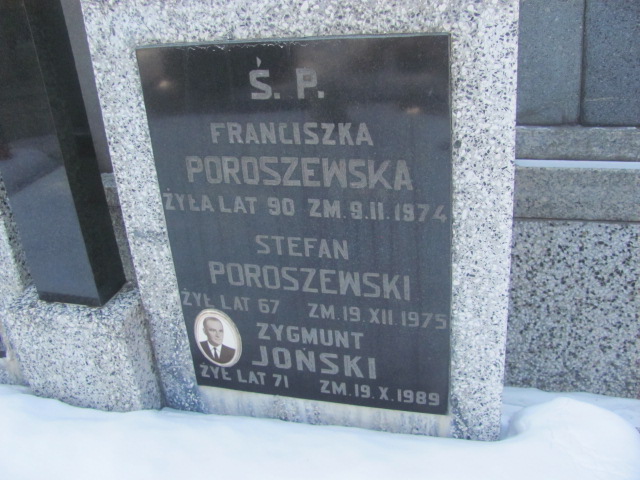 Ś. P.
FRANCISZKA
POROSZEWSKA
ŻYŁA LAT 90 ZM. 9.II.1974
STEFAN
POROSZEWSKI
ŻYŁ LAT 67 ZM. 19.XII.1975
ZYGMUNT
JOŃSKI
ŻYŁ LAT 71 ZM. 19.X.1989